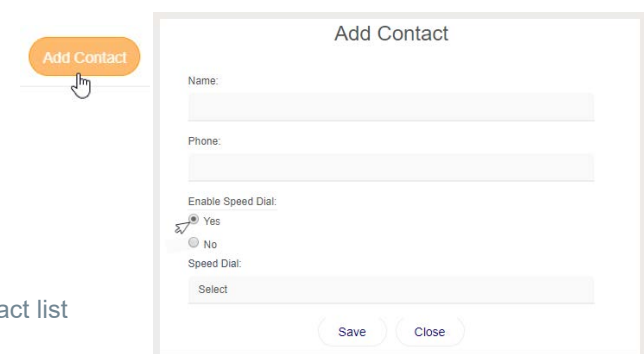 Add Contact
Add Contact
Name:
Phone:
Enable Speed Dial:
Yes
No
Speed Dial:
Select
act list
Save Close